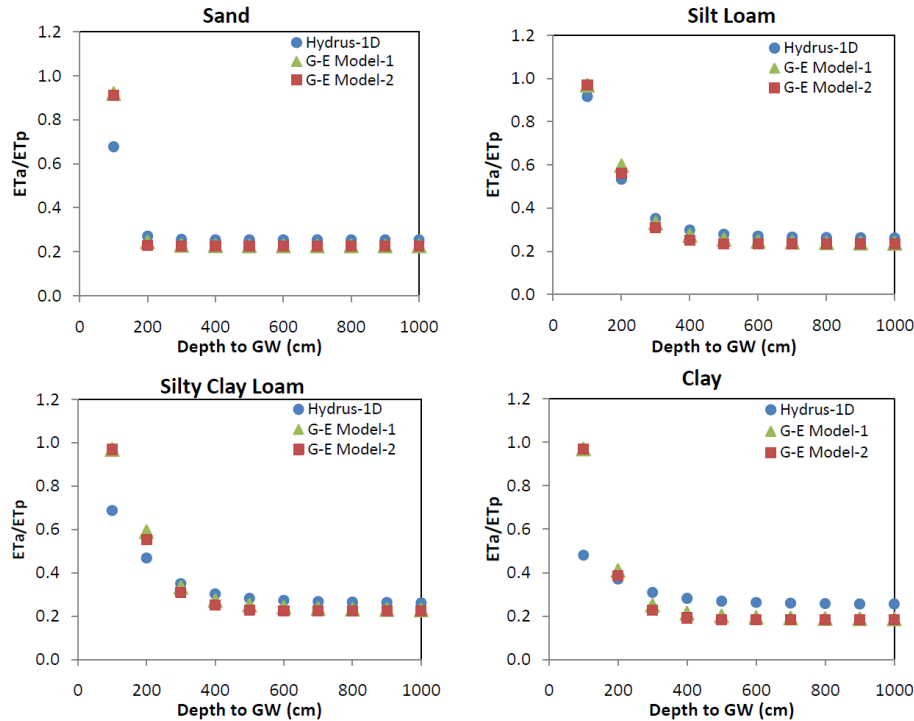 Sand
1.2
1.0
0.8
0.6
0.4
0.2
0.0
ETa/ETp
Hydrus-1D
G-E Model-1
G-E Model-2
0 200 400 600 800 1000
Depth to GW (cm)
Silt Loam
1.2
1.0
0.8
0.6
0.4
0.2
0.0
ETa/ETp
Hydrus-1D
G-E Model-1
G-E Model-2
0 200 400 600 800 1000
Depth to GW (cm)
Silty Clay Loam
1.2
1.0
0.8
0.6
0.4
0.2
0.0
ETa/ETp
Hydrus-1D
G-E Model-1
G-E Model-2
0 200 400 600 800 1000
Depth to GW (cm)
Clay
1.2
1.0
0.8
0.6
0.4
0.2
0.0
ETa/ETp
Hydrus-1D
G-E Model-1
G-E Model-2
0 200 400 600 800 1000
Depth to GW (cm)